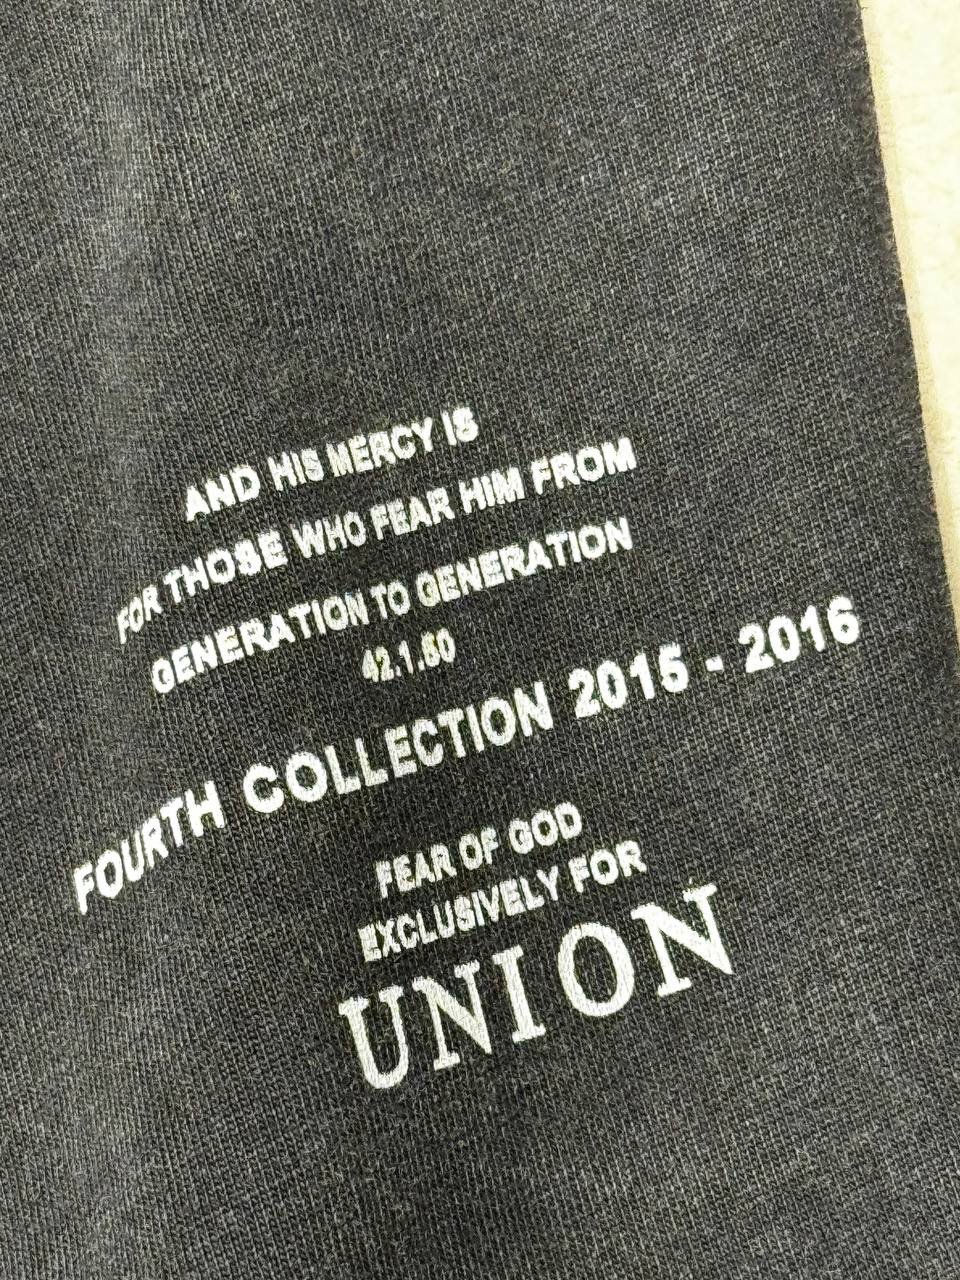 AND HIS MERCY IS
FOR THOSE WHO FEAR HIM FROM
GENERATION TO GENERATION
42.1.50
FOURTH COLLECTION 2015 - 2016
FEAR OF GOD
EXCLUSIVELY FOR
UNION